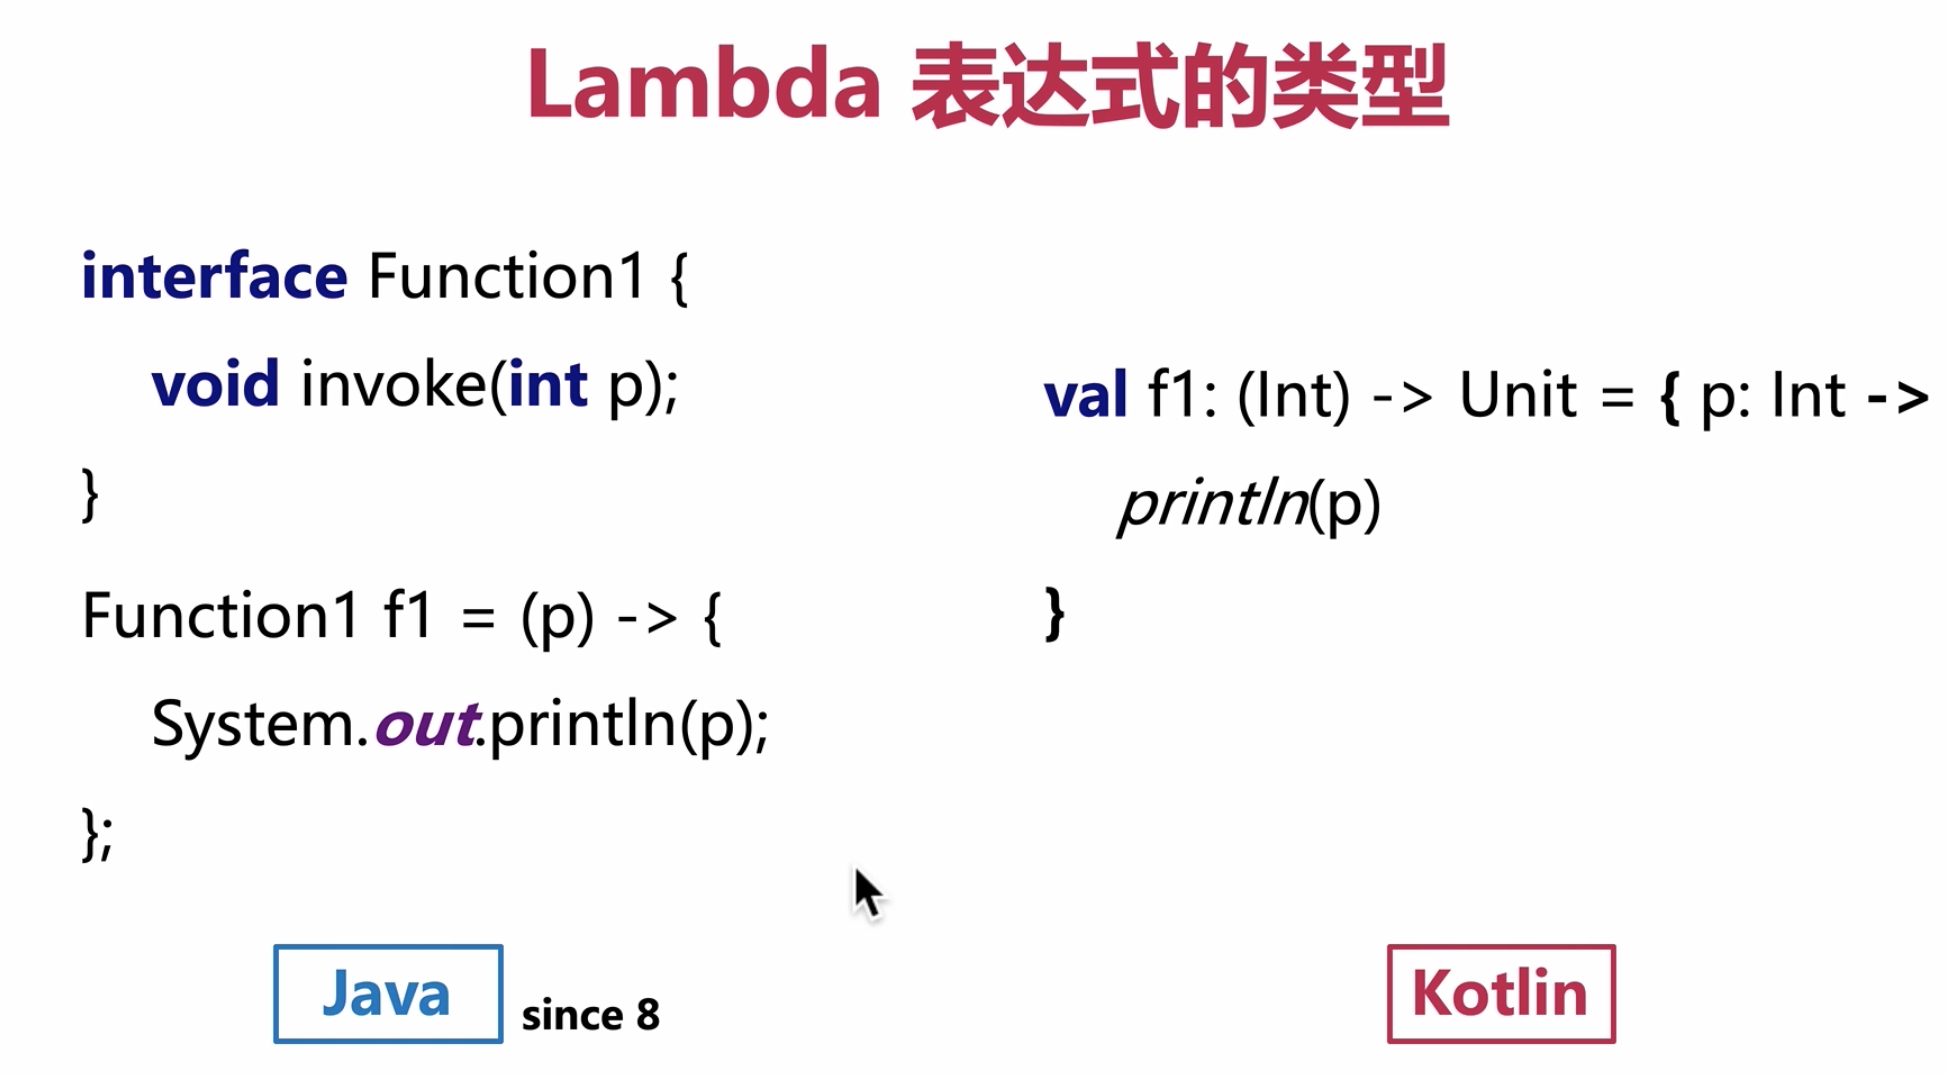 Lambda 表达式的类型
interface Function1 {
void invoke(int p);
}
Function1 f1 = (p) -> {
System.out.println(p);
};
Java since 8
val f1: (Int) -> Unit = { p: Int ->
println(p)
}
Kotlin